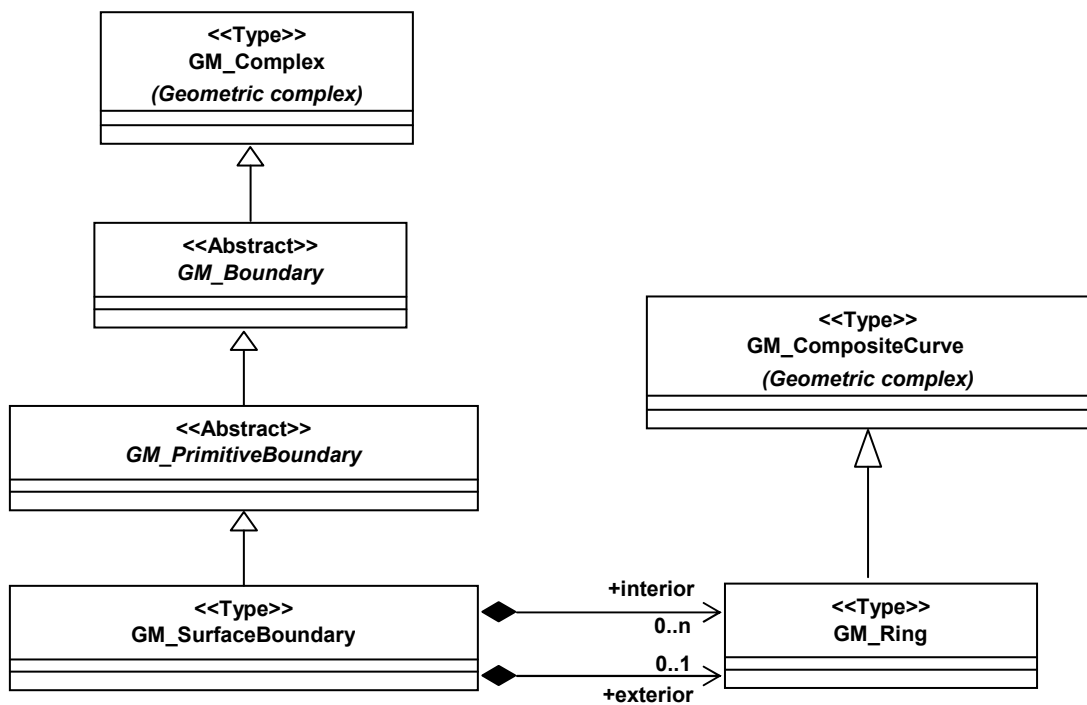 <<Type>>
GM_Complex
(Geometric complex)
<<Abstract>>
GM_Boundary
<<Abstract>>
GM_PrimitiveBoundary
<<Type>>
GM_CompositeCurve
(Geometric complex)
<<Type>>
GM_SurfaceBoundary
+interior
0..n
0..1
+exterior
<<Type>>
GM_Ring